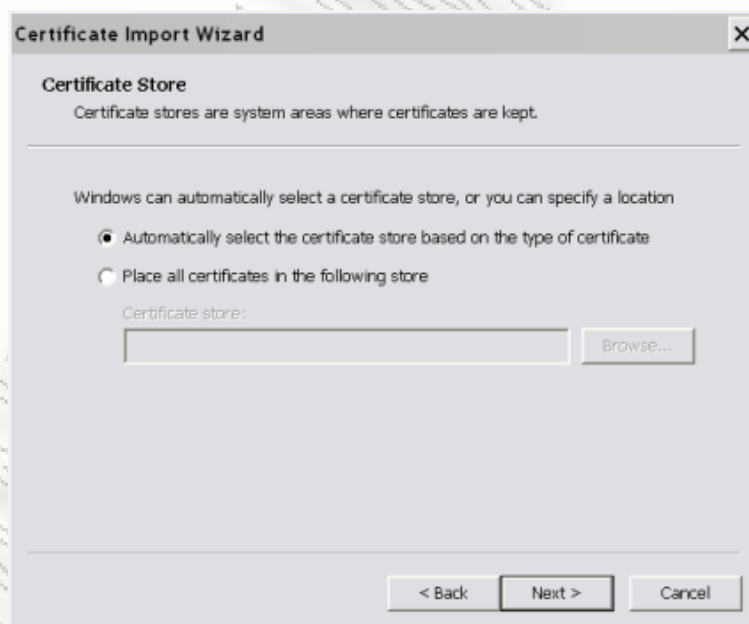 Certificate Import Wizard
Certificate Store
Certificate stores are system areas where certificates are kept.
Windows can automatically select a certificate store, or you can specify a location
Automatically select the certificate store based on the type of certificate
Place all certificates in the following store
Certificate store:
Browse...
< Back Next > Cancel